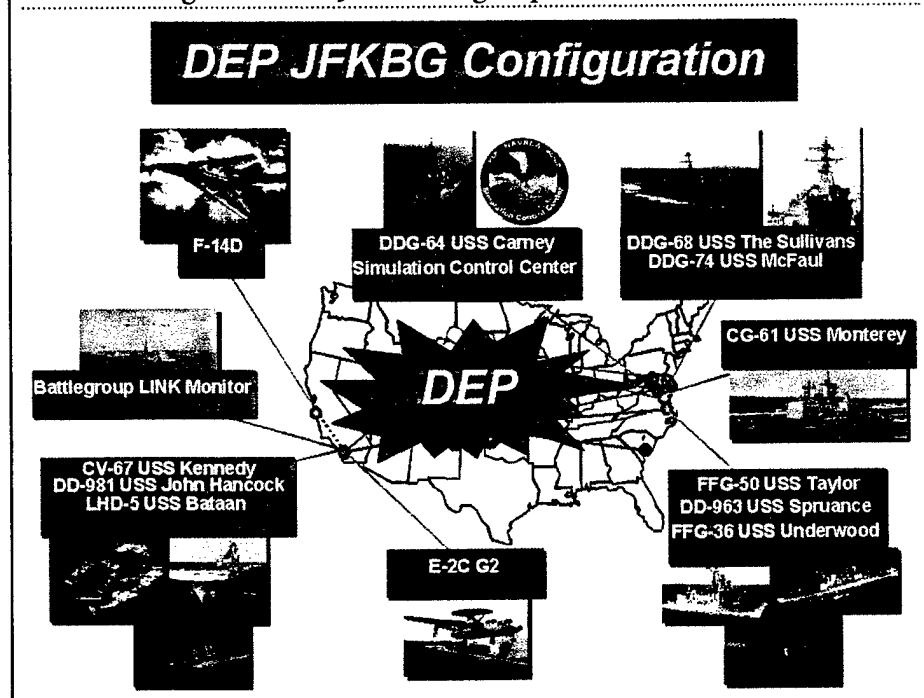 DEP JFKBG Configuration
F-14D
DDG-64 USS Carney
Simulation Control Center
DDG-68 USS The Sullivans
DDG-74 USS McFaul
Battlegroup LINK Monitor
DEP
CG-61 USS Monterey
CV-67 USS Kennedy
DD-981 USS John Hancock
LHD-5 USS Bataan
E-2C G2
FFG-50 USS Taylor
DD-963 USS Spruance
FFG-36 USS Underwood